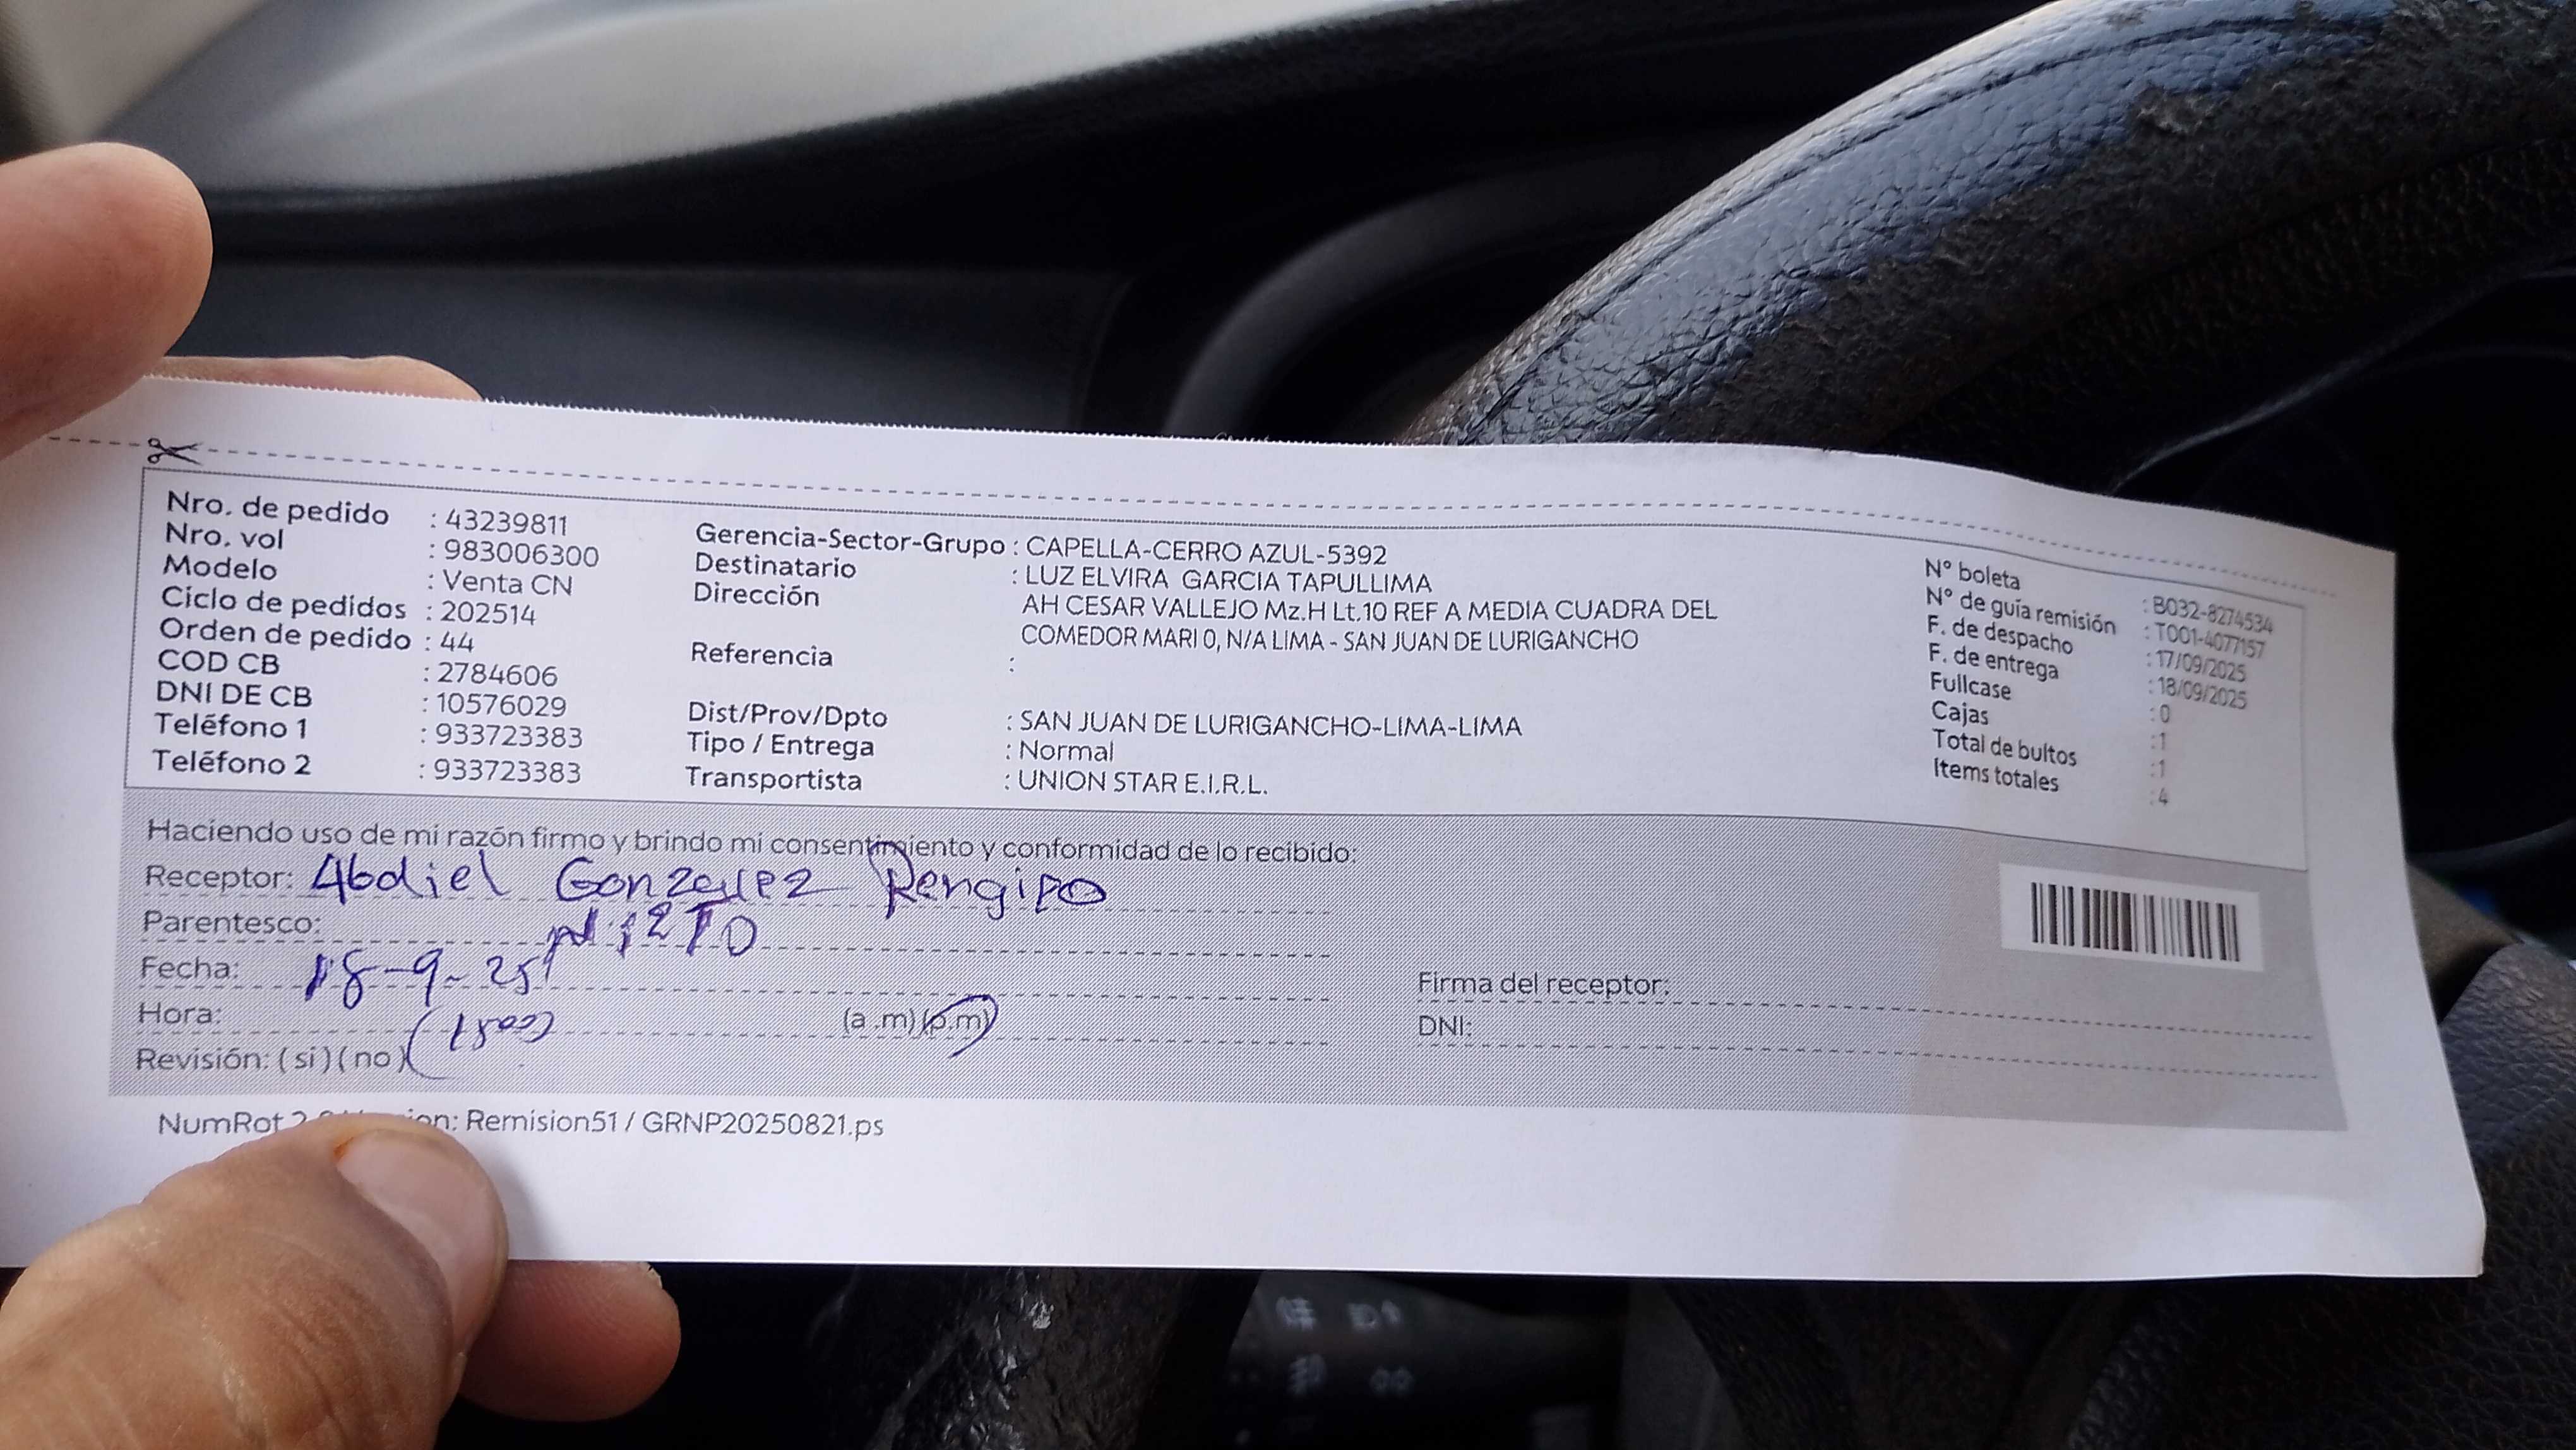 Nro. de pedido : 43239811
Nro. vol : 983006300
Modelo : Venta CN
Ciclo de pedidos : 202514
Orden de pedido : 44
COD CB : 2784606
DNI DE CB : 10576029
Teléfono 1 : 933723383
Teléfono 2 : 933723383
Gerencia-Sector-Grupo : CAPELLA-CERRO AZUL-5392
Destinatario : LUZ ELVIRA GARCIA TAPULLIMA
Dirección AH CESAR VALLEJO Mz.H Lt.10 REF A MEDIA CUADRA DEL
COMEDOR MARI 0, N/A LIMA - SAN JUAN DE LURIGANCHO
Referencia :
Dist/Prov/Dpto : SAN JUAN DE LURIGANCHO-LIMA-LIMA
Tipo / Entrega : Normal
Transportista : UNION STAR E.I.R.L.
N° boleta : B032-8274534
N° de guía remisión : T001-4077157
F. de despacho : 17/09/2025
F. de entrega : 18/09/2025
Fullcase : 0
Cajas : 1
Total de bultos : 1
Items totales : 4
Haciendo uso de mi razón firmo y brindo mi consentimiento y conformidad de lo recibido:
Receptor: Abdiel Gonzalez Rengifo
Parentesco: Nieto
Fecha: 18-9-25
Hora: (a .m) (p.m)
Revisión: (si) (no)
Firma del receptor:
DNI:
NumRot Remision51 / GRNP20250821.ps